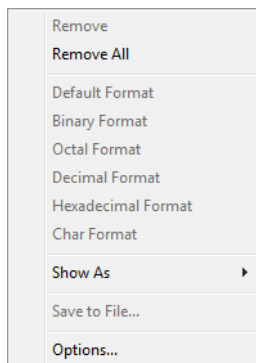 Remove
Remove All
Default Format
Binary Format
Octal Format
Decimal Format
Hexadecimal Format
Char Format
Show As
Save to File...
Options...